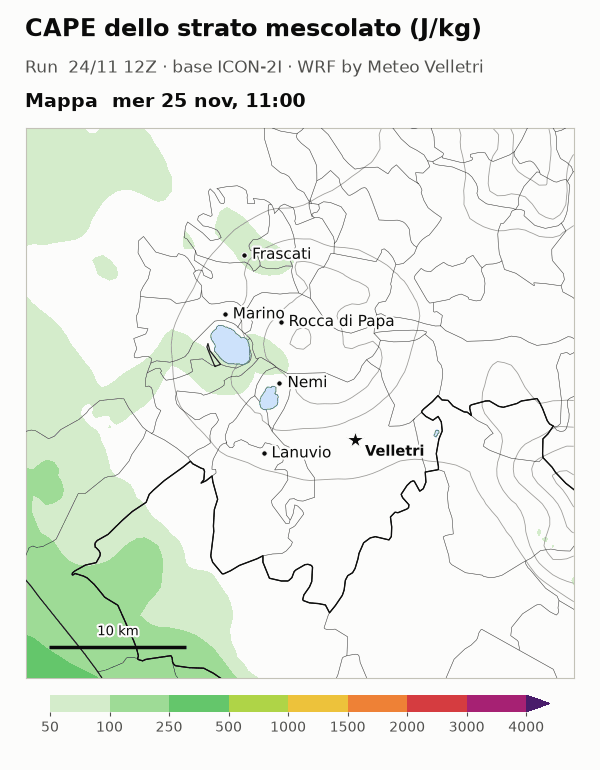 CAPE dello strato mescolato (J/kg)
Run  24/11 12Z · base ICON-2I · WRF by Meteo Velletri
Mappa  mer 25 nov, 11:00
Frascati
Marino
Rocca di Papa
Nemi
Velletri
Lanuvio
10 km
50 100 250 500 1000 1500 2000 3000 4000